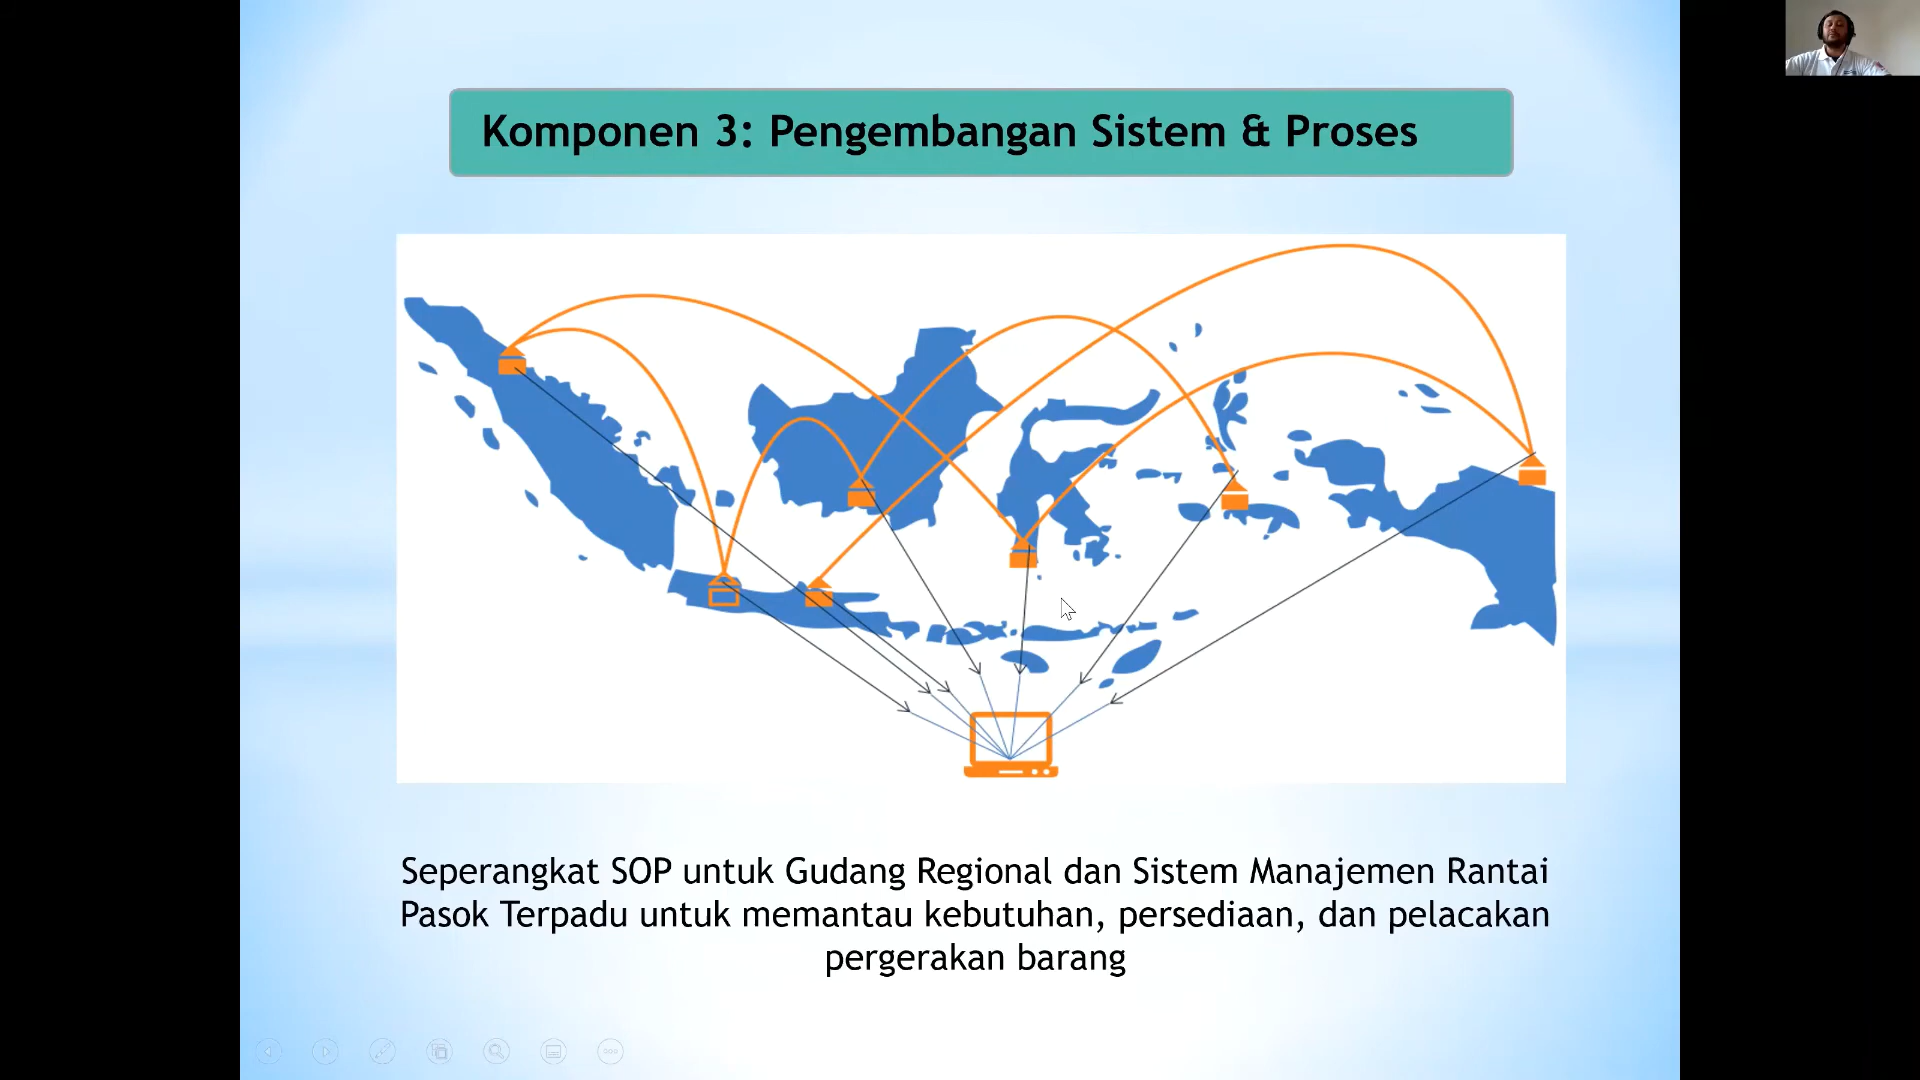 Komponen 3: Pengembangan Sistem & Proses
Seperangkat SOP untuk Gudang Regional dan Sistem Manajemen Rantai
Pasok Terpadu untuk memantau kebutuhan, persediaan, dan pelacakan
pergerakan barang